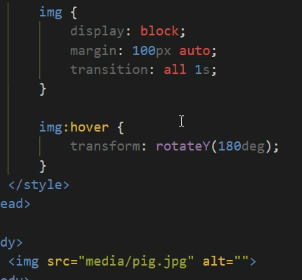 img {
display: block;
margin: 100px auto;
transition: all 1s;
}
img:hover {
transform: rotateY(180deg);
}
</style>
ead>
dy>
<img src="media/pig.jpg" alt="">